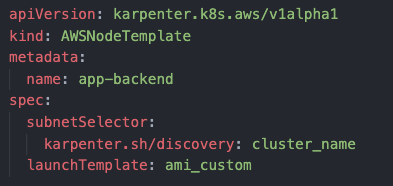 apiVersion: karpenter.k8s.aws/v1alpha1
kind: AWSNodeTemplate
metadata:
  name: app-backend
spec:
  subnetSelector:
    karpenter.sh/discovery: cluster_name
  launchTemplate: ami_custom